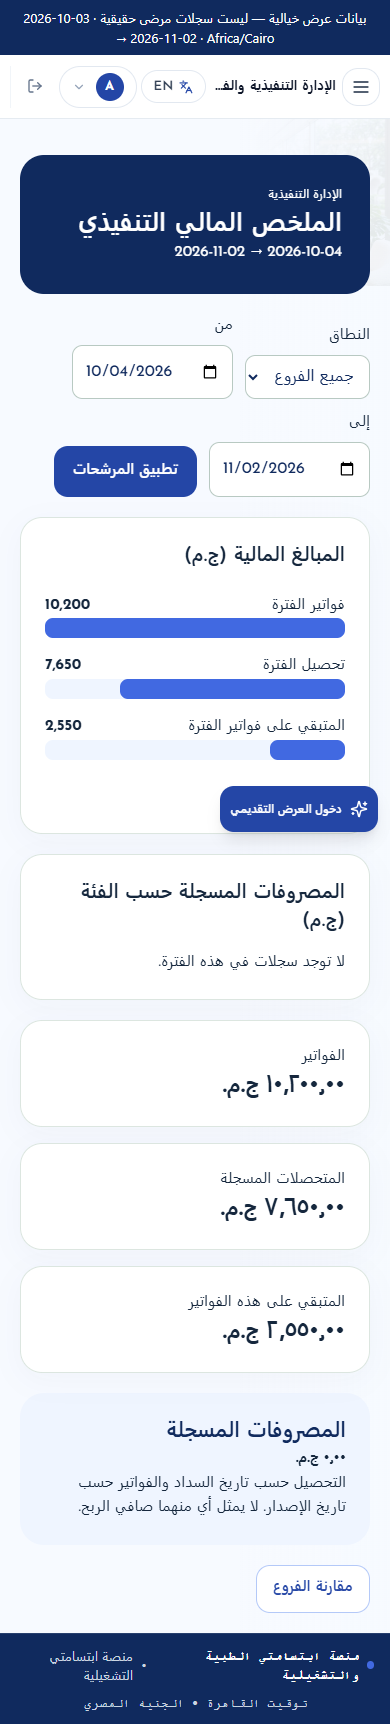 بيانات عرض خيالية — ليست سجلات مرضى حقيقية · 2026-10-03
→ 2026-11-02 · Africa/Cairo
الإدارة التنفيذية والفـ...
EN
A
الإدارة التنفيذية
الملخص المالي التنفيذي
2026-10-04 → 2026-11-02
النطاق
من
جميع الفروع
10/04/2026
إلى
11/02/2026
تطبيق المرشحات
المبالغ المالية (ج.م)
فواتير الفترة 10,200
تحصيل الفترة 7,650
المتبقي على فواتير الفترة 2,550
دخول العرض التقديمي
المصروفات المسجلة حسب الفئة
(ج.م)
لا توجد سجلات في هذه الفترة.
الفواتير
١٠,٢٠٠٫٠٠ ج.م.
المتحصلات المسجلة
٧,٦٥٠٫٠٠ ج.م.
المتبقي على هذه الفواتير
٢,٥٥٠٫٠٠ ج.م.
المصروفات المسجلة
٠٫٠٠ ج.م.
التحصيل حسب تاريخ السداد والفواتير حسب
تاريخ الإصدار. لا يمثل أي منهما صافي الربح.
مقارنة الفروع
منصة ابتسامتي الطبية
والتشغيلية
منصة ابتسامتي
التشغيلية
توقيت القاهرة • الجنيه المصري